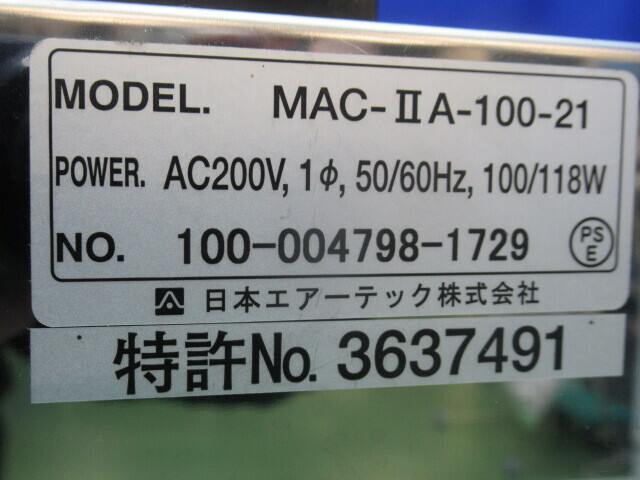 MODEL. MAC-ⅡA-100-21
POWER. AC200V, 1φ, 50/60Hz, 100/118W
NO. 100-004798-1729
PS
E
日本エアーテック株式会社
特許No. 3637491